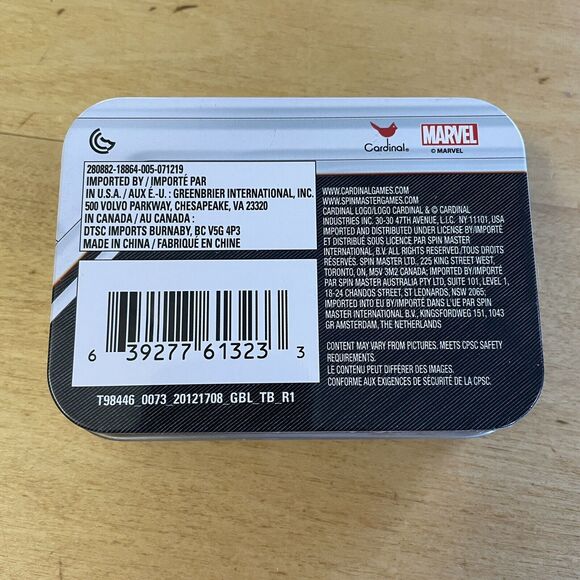 Cardinal®
MARVEL
© MARVEL
280882-18864-005-071219
IMPORTED BY / IMPORTÉ PAR
IN U.S.A. / AUX É.-U. : GREENBRIER INTERNATIONAL, INC.
500 VOLVO PARKWAY, CHESAPEAKE, VA 23320
IN CANADA / AU CANADA :
DTSC IMPORTS BURNABY, BC V5G 4P3
MADE IN CHINA / FABRIQUÉ EN CHINE
6 39277 61323 3
T98446_0073_20121708_GBL_TB_R1
WWW.CARDINALGAMES.COM
WWW.SPINMASTERGAMES.COM
CARDINAL LOGO/LOGO CARDINAL & © CARDINAL
INDUSTRIES INC. 30-30 47TH AVENUE, L.I.C. NY 11101, USA
IMPORTED AND DISTRIBUTED UNDER LICENSE BY/IMPORTÉ
ET DISTRIBUÉ SOUS LICENCE PAR SPIN MASTER
INTERNATIONAL, B.V. ALL RIGHTS RESERVED./TOUS DROITS
RÉSERVÉS. SPIN MASTER LTD., 225 KING STREET WEST,
TORONTO, ON, M5V 3M2 CANADA; IMPORTED BY/IMPORTÉ
PAR SPIN MASTER AUSTRALIA PTY LTD, SUITE 101, LEVEL 1,
18-24 CHANDOS STREET, ST LEONARDS, NSW 2065;
IMPORTED INTO EU BY/IMPORTÉ DANS L'UE PAR SPIN
MASTER INTERNATIONAL B.V., KINGSFORDWEG 151, 1043
GR AMSTERDAM, THE NETHERLANDS
CONTENT MAY VARY FROM PICTURES. MEETS CPSC SAFETY
REQUIREMENTS.
LE CONTENU PEUT DIFFÉRER DES IMAGES.
CONFORME AUX EXIGENCES DE SÉCURITÉ DE LA CPSC.